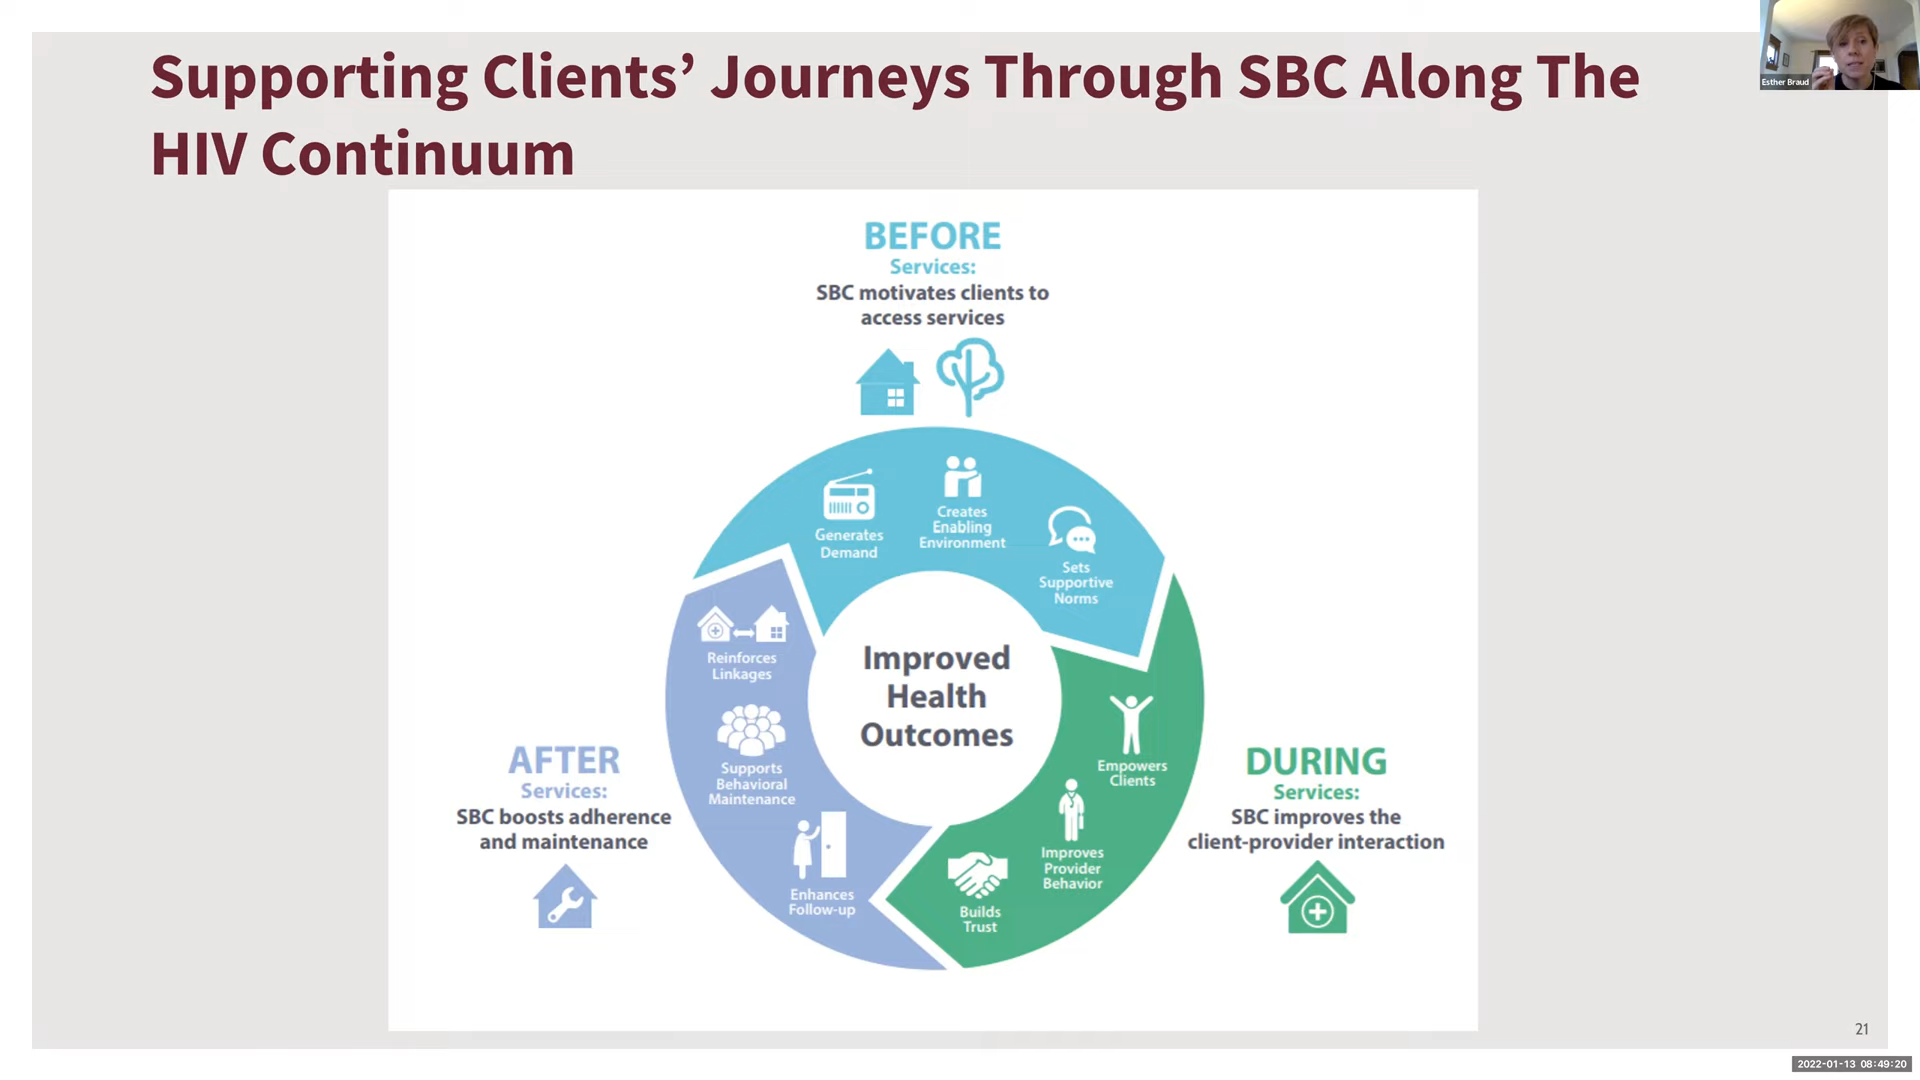 Supporting Clients’ Journeys Through SBC Along The
HIV Continuum
Esther Braud
BEFORE
Services:
SBC motivates clients to
access services
Generates
Demand
Creates
Enabling
Environment
Sets
Supportive
Norms
Improved
Health
Outcomes
Empowers
Clients
Improves
Provider
Behavior
Builds
Trust
DURING
Services:
SBC improves the
client-provider interaction
Enhances
Follow-up
Supports
Behavioral
Maintenance
Reinforces
Linkages
AFTER
Services:
SBC boosts adherence
and maintenance
21
2022-01-13 08:49:20